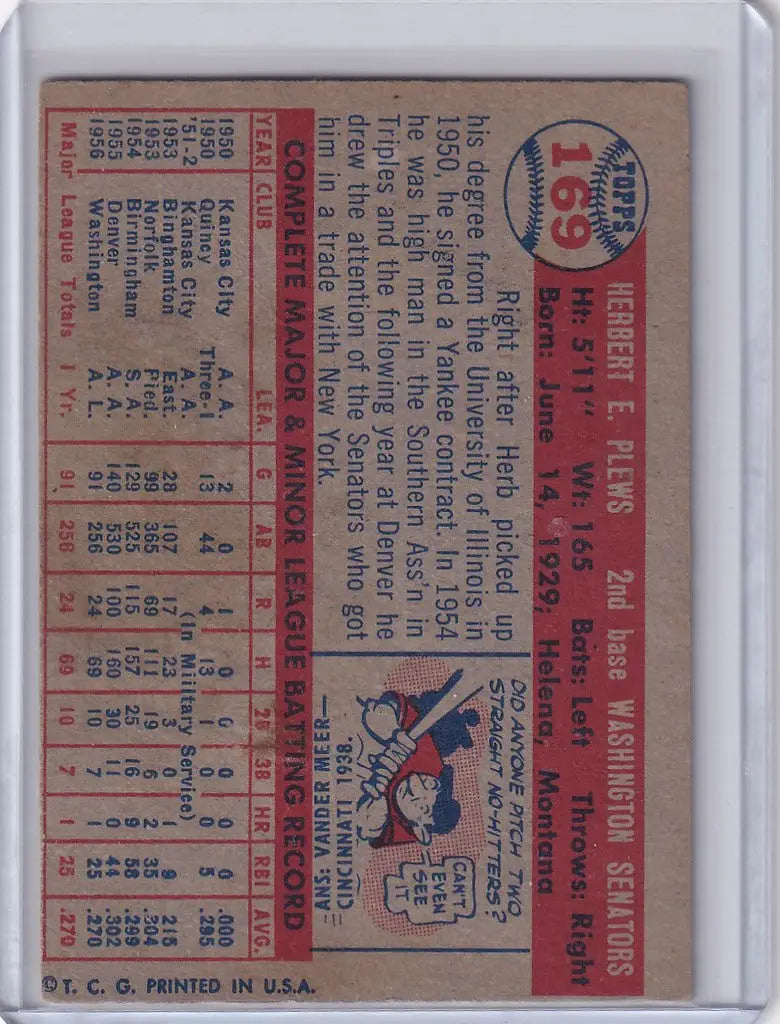 TOPPS
169
HERBERT E. PLEWS 2nd base WASHINGTON SENATORS
Ht: 5'11" Wt: 165 Bats: Left Throws: Right
Born: June 14, 1929; Helena, Montana
Right after Herb picked up
his degree from the University of Illinois in
1950, he signed a Yankee contract. In 1954
he was high man in the Southern Ass'n in
Triples and the following year at Denver he
drew the attention of the Senators who got
him in a trade with New York.
DID ANYONE PITCH TWO
STRAIGHT NO-HITTERS?
CAN'T
EVEN
SEE
IT
ANS: VANDER MEER—
CINCINNATI 1938
COMPLETE MAJOR & MINOR LEAGUE BATTING RECORD
YEAR CLUB LEA. G AB R H 2B 3B HR RBI AVG.
1950 Kansas City A. A. 2 0 1 0 0 0 0 0 .000
1950 Quincy Three-I 13 44 4 13 1 0 0 5 .295
'51-2 Kansas City A. A. (In Military Service)
1953 Binghamton East. 28 107 17 23 3 0 1 9 .215
1953 Norfolk Pied. 99 365 69 111 19 6 2 35 .304
1954 Birmingham S. A. 129 525 115 157 25 16 9 58 .299
1955 Denver A. A. 140 530 100 160 30 11 0 44 .302
1956 Washington A. L. 91 256 24 69 10 7 1 25 .270
Major League Totals 1 Yr. 91 256 24 69 10 7 1 25 .270
© T. C. G. PRINTED IN U.S.A.